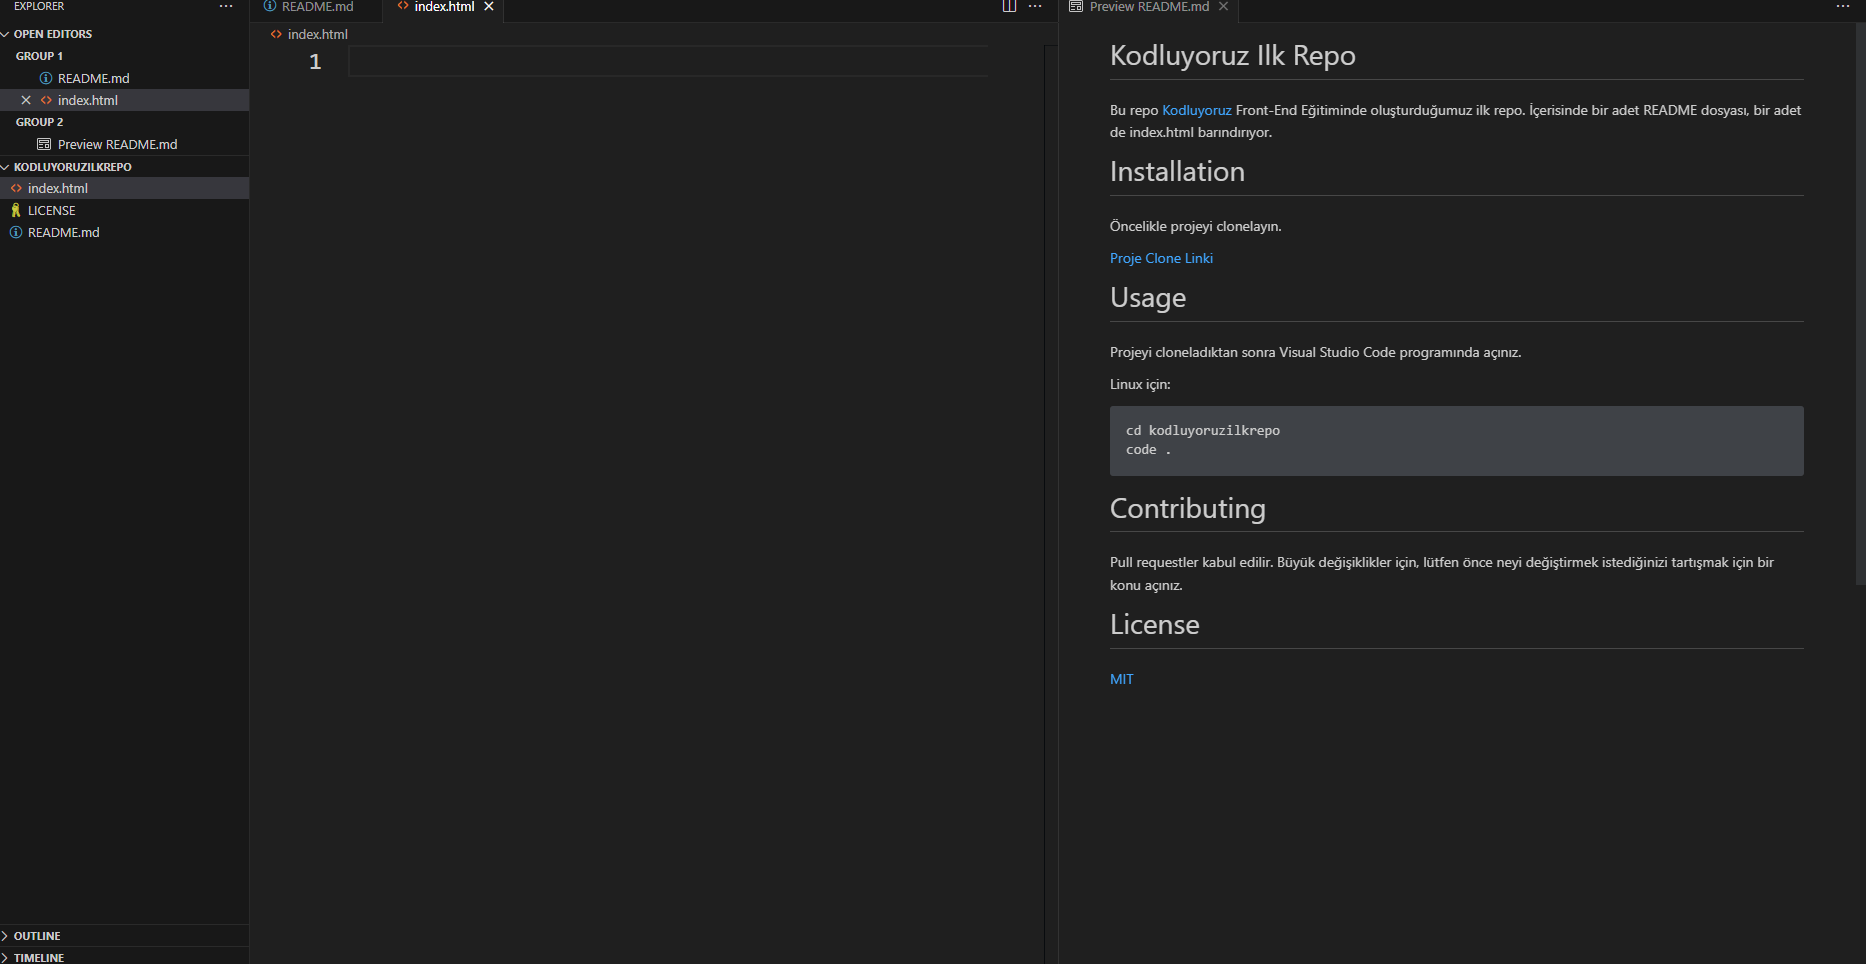 EXPLORER
OPEN EDITORS
GROUP 1
README.md
index.html
GROUP 2
Preview README.md
KODLUYORUZILKREPO
index.html
LICENSE
README.md
OUTLINE
TIMELINE
README.md
index.html
index.html
1
Preview README.md
Kodluyoruz Ilk Repo
Bu repo Kodluyoruz Front-End Eğitiminde oluşturduğumuz ilk repo. İçerisinde bir adet README dosyası, bir adet
de index.html barındırıyor.
Installation
Öncelikle projeyi clonelayın.
Proje Clone Linki
Usage
Projeyi cloneladıktan sonra Visual Studio Code programında açınız.
Linux için:
cd kodluyoruzilkrepo
code .
Contributing
Pull requestler kabul edilir. Büyük değişiklikler için, lütfen önce neyi değiştirmek istediğinizi tartışmak için bir
konu açınız.
License
MIT